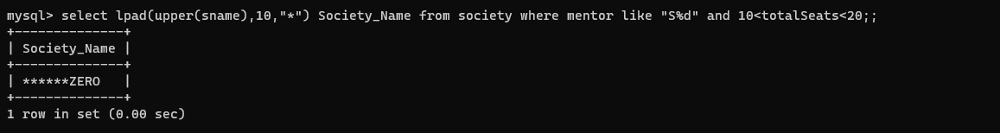 mysql> select lpad(upper(sname),10,"*") Society_Name from society where mentor like "S%d" and 10<totalSeats<20;;
+--------------+
| Society_Name |
+--------------+
| ******ZERO   |
+--------------+
1 row in set (0.00 sec)